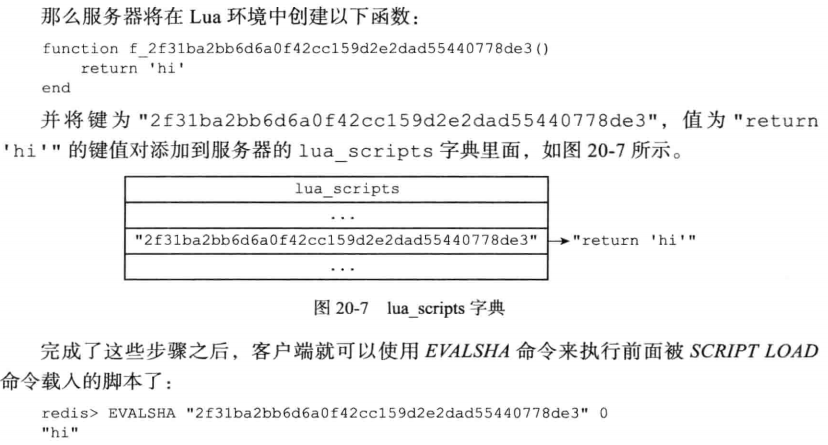 那么服务器将在 Lua 环境中创建以下函数：
function f_2f31ba2bb6d6a0f42cc159d2e2dad55440778de3()
    return 'hi'
end
并将键为 "2f31ba2bb6d6a0f42cc159d2e2dad55440778de3"，值为 "return
'hi'" 的键值对添加到服务器的 lua_scripts 字典里面，如图 20-7 所示。
lua_scripts
...
"2f31ba2bb6d6a0f42cc159d2e2dad55440778de3" → "return 'hi'"
...
图 20-7 lua_scripts 字典
完成了这些步骤之后，客户端就可以使用 EVALSHA 命令来执行前面被 SCRIPT LOAD
命令载入的脚本了：
redis> EVALSHA "2f31ba2bb6d6a0f42cc159d2e2dad55440778de3" 0
"hi"